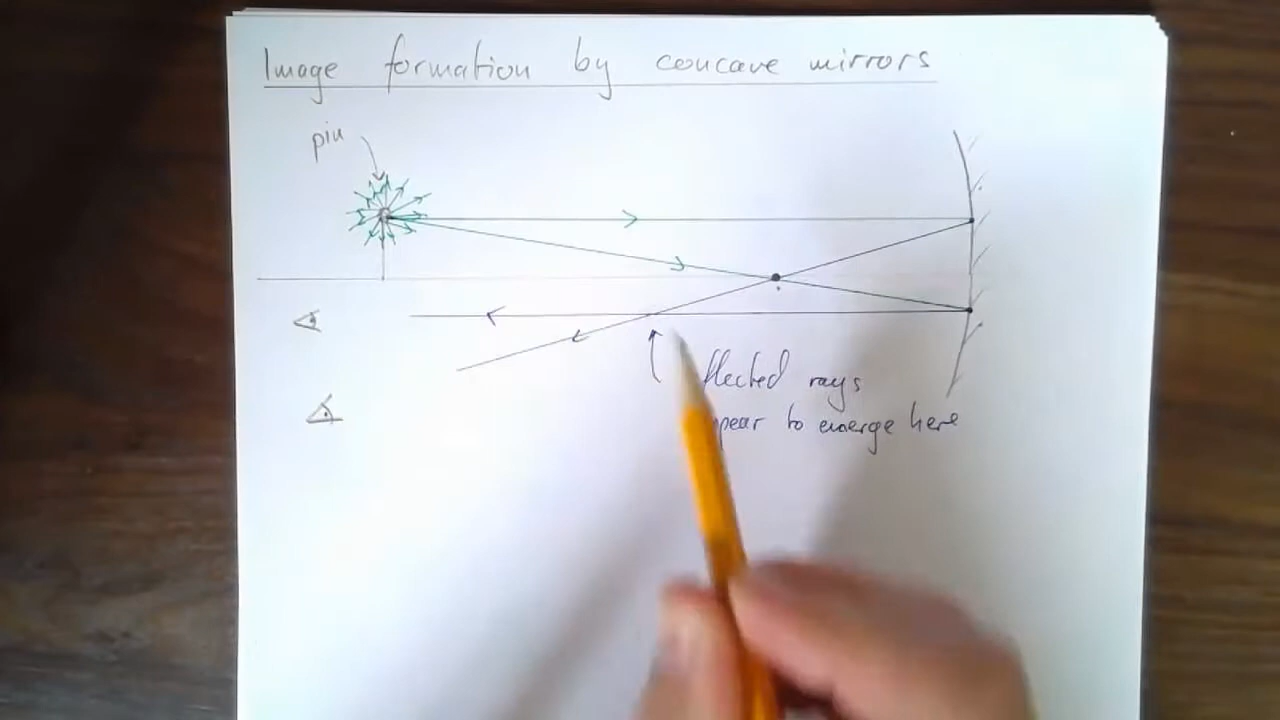 Image formation by concave mirrors
pin
flected rays
pear to emerge here